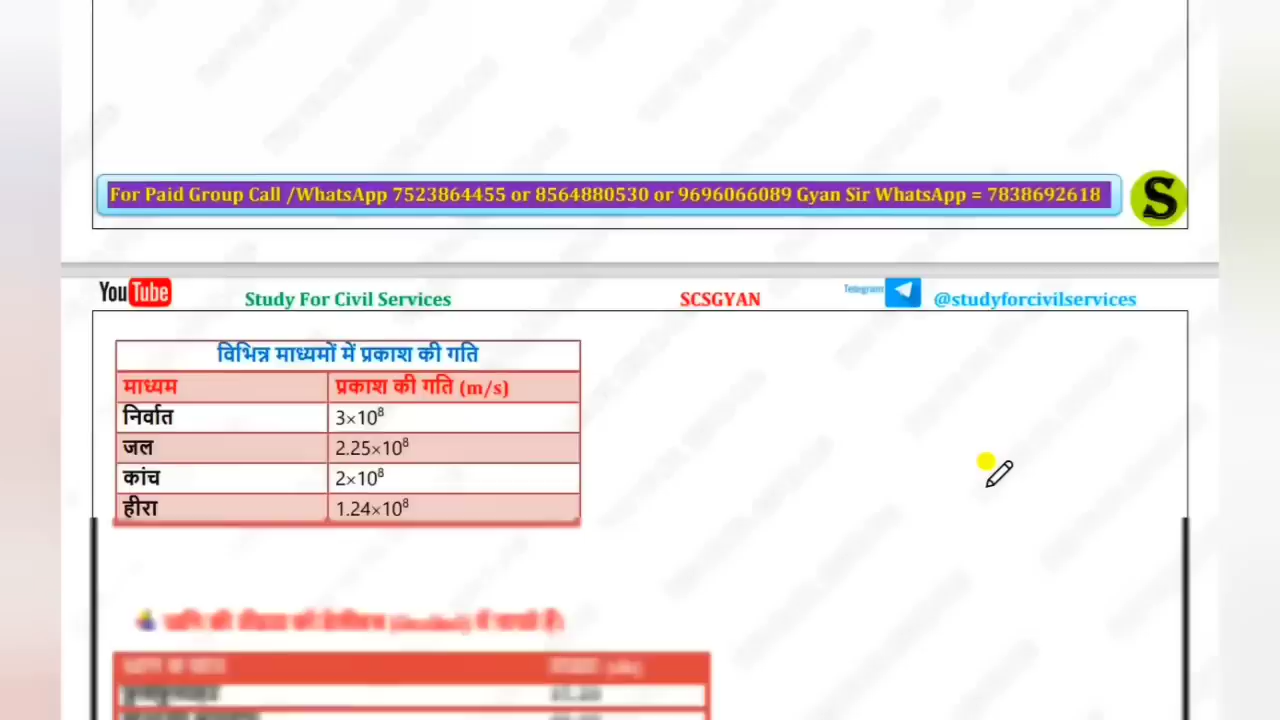 For Paid Group Call /WhatsApp 7523864455 or 8564880530 or 9696066089 Gyan Sir WhatsApp = 7838692618
S
YouTube Study For Civil Services SCSGYAN Telegram @studyforcivilservices
विभिन्न माध्यमों में प्रकाश की गति
माध्यम प्रकाश की गति (m/s)
निर्वात 3×10⁸
जल 2.25×10⁸
कांच 2×10⁸
हीरा 1.24×10⁸